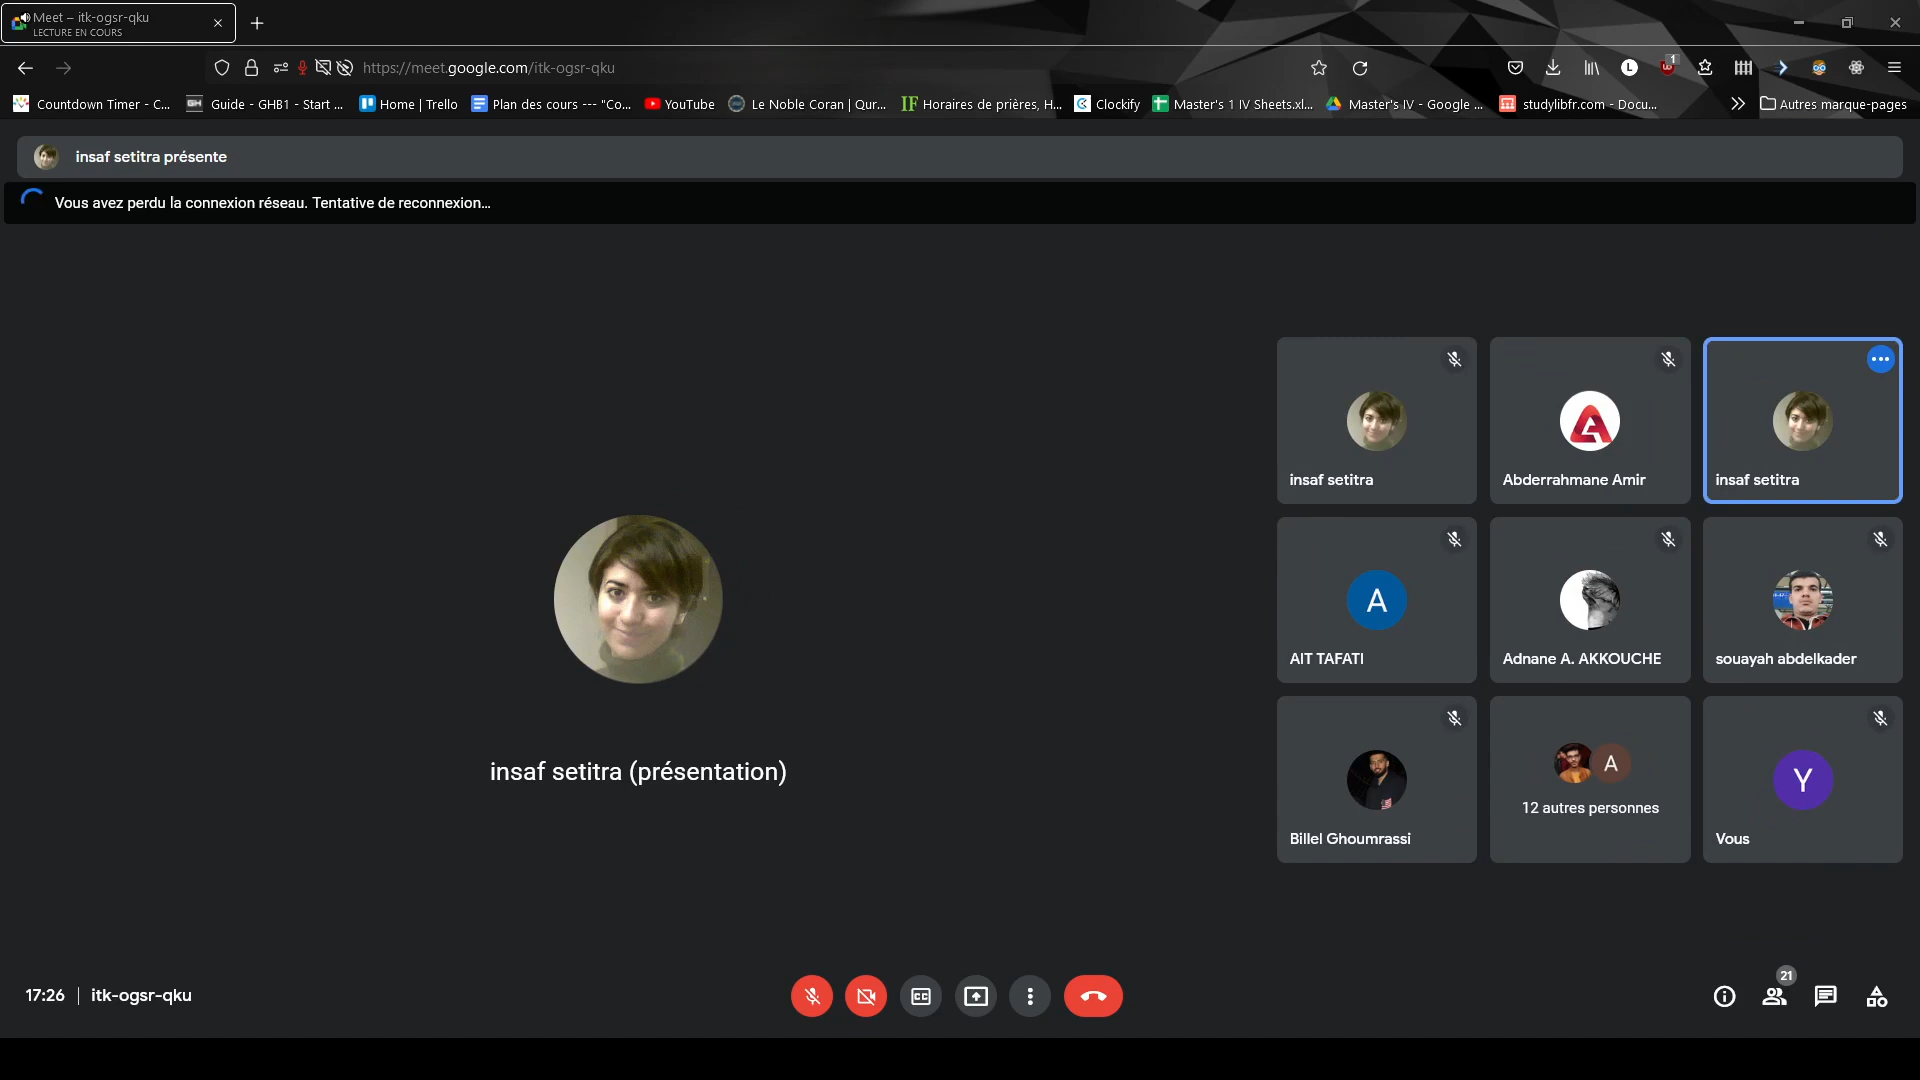 Meet – itk-ogsr-qku
LECTURE EN COURS
https://meet.google.com/itk-ogsr-qku
1
Countdown Timer - C...
GH Guide - GHB1 - Start ...
Home | Trello
Plan des cours --- "Co...
YouTube
Le Noble Coran | Qur...
IF Horaires de prières, H...
Clockify
Master's 1 IV Sheets.xl...
Master's IV - Google ...
studylibfr.com - Docu...
Autres marque-pages
insaf setitra présente
Vous avez perdu la connexion réseau. Tentative de reconnexion...
insaf setitra (présentation)
insaf setitra
Abderrahmane Amir
insaf setitra
A
AIT TAFATI
Adnane A. AKKOUCHE
souayah abdelkader
Billel Ghoumrassi
A
12 autres personnes
Y
Vous
17:26 | itk-ogsr-qku
CC
21